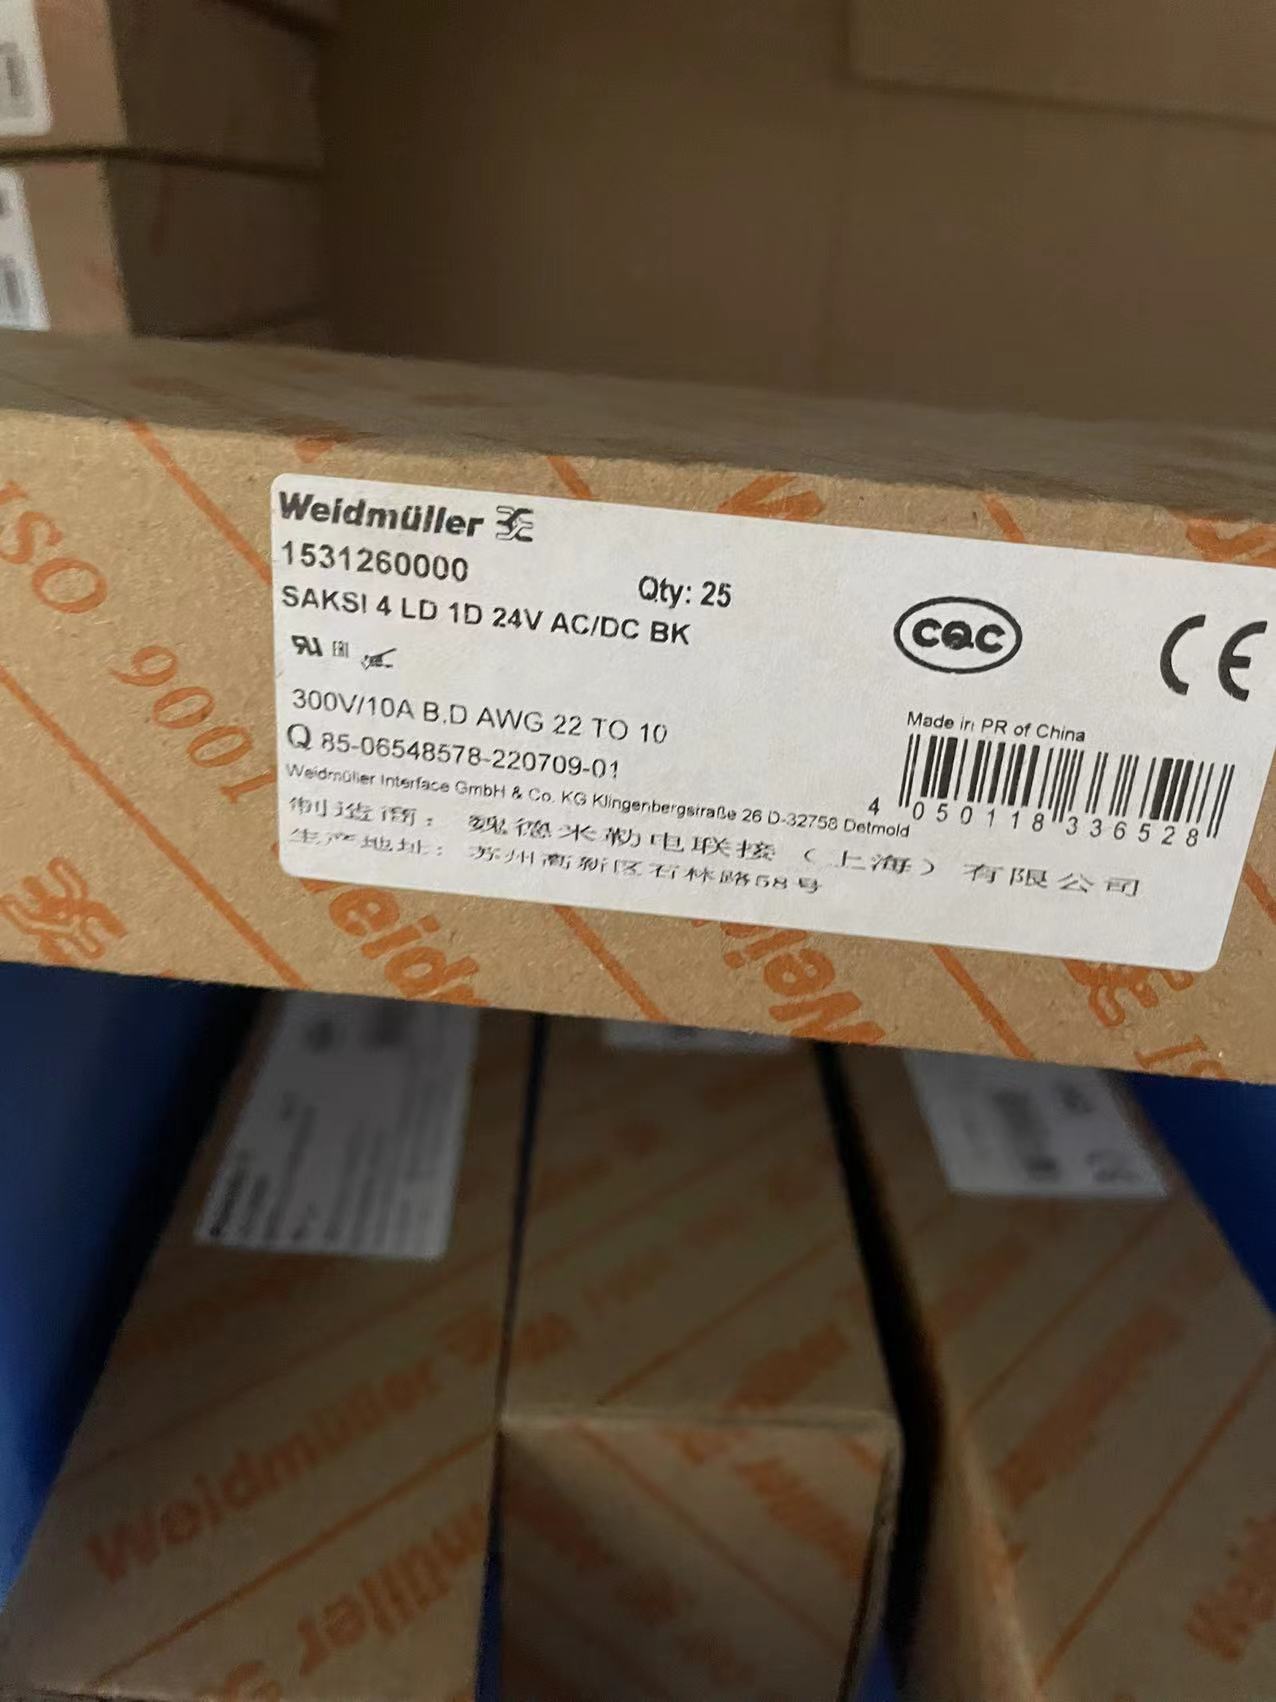 Weidmüller
1531260000
Qty: 25
SAKSI 4 LD 1D 24V AC/DC BK
CQC
CE
EAC
300V/10A B.D AWG 22 TO 10
Q 85-06548578-220709-01
Made in PR of China
4 050118 336528
Weidmüller Interface GmbH & Co. KG Klingenbergstraße 26 D-32758 Detmold
制造商：魏德米勒电联接（上海）有限公司
生产地址：苏州高新区石林路58号
ISO 9001
Weidmüller